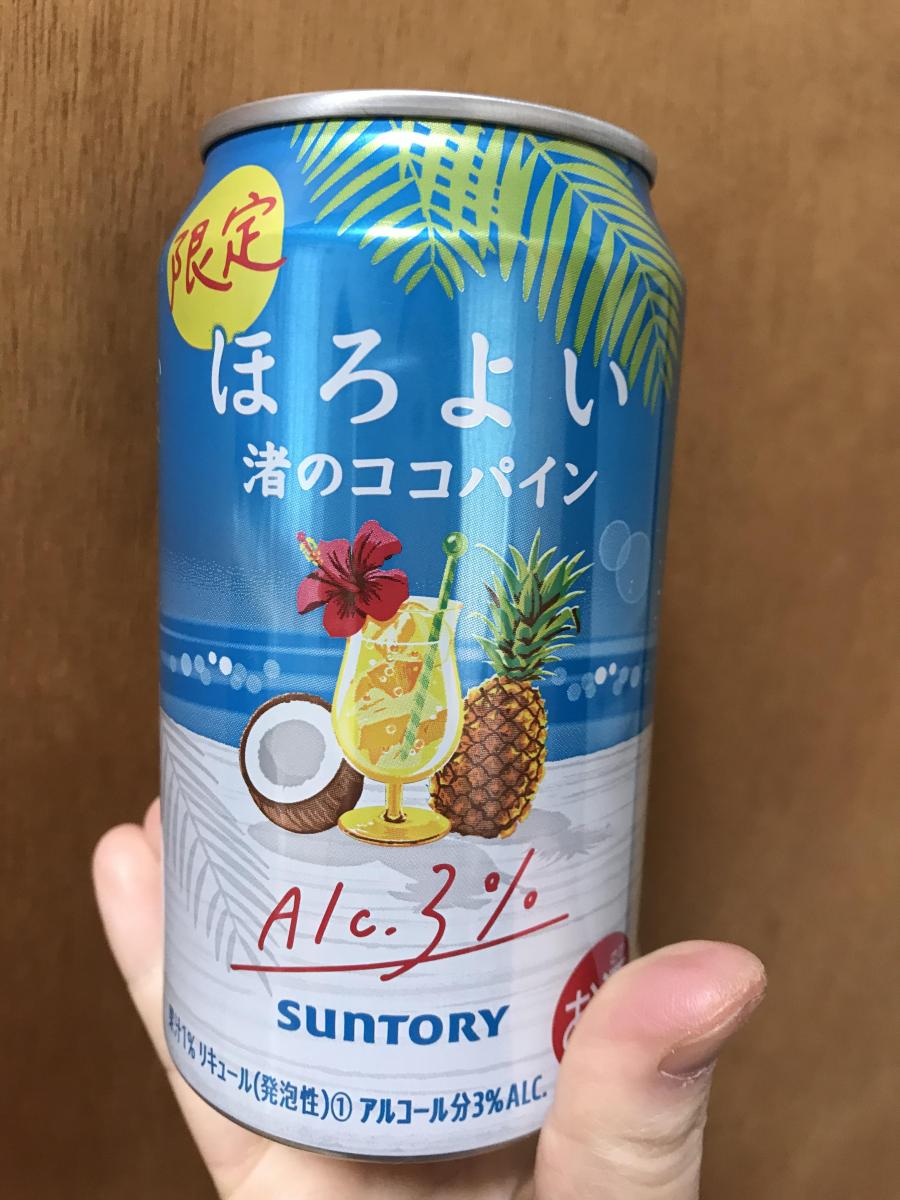 限定
ほろよい
渚のココパイン
Alc.3%
SUNTORY
果汁1% リキュール(発泡性)① アルコール分3%ALC.